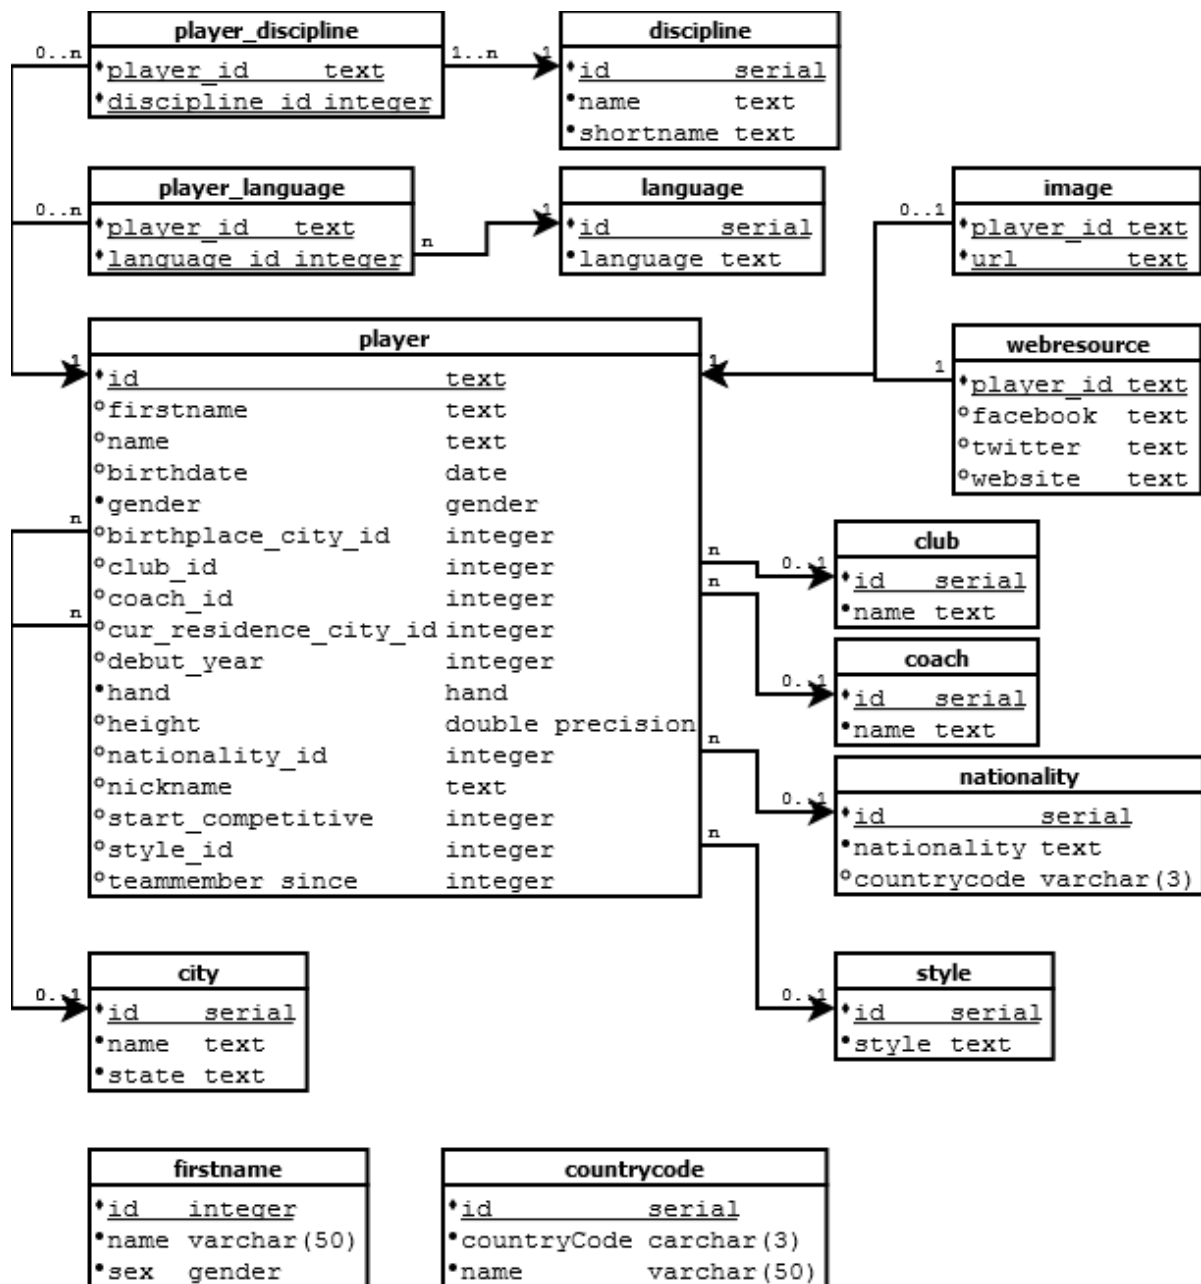 player_discipline
0..n
player_id text
discipline_id integer
1..n
1
discipline
id serial
name text
shortname text
player_language
0..n
player_id text
language_id integer
n
1
language
id serial
language text
image
0..1
player_id text
url text
webresource
1
player_id text
facebook text
twitter text
website text
player
1
1
id text
firstname text
name text
birthdate date
gender gender
n
birthplace_city_id integer
club_id integer
coach_id integer
n
cur_residence_city_id integer
debut_year integer
hand hand
height double precision
nationality_id integer
nickname text
start_competitive integer
style_id integer
teammember since integer
n
0..1
club
id serial
name text
n
0..1
coach
id serial
name text
n
0..1
nationality
id serial
nationality text
countrycode varchar(3)
n
0..1
style
id serial
style text
city
0..1
id serial
name text
state text
firstname
id integer
name varchar(50)
sex gender
countrycode
id serial
countryCode carchar(3)
name varchar(50)